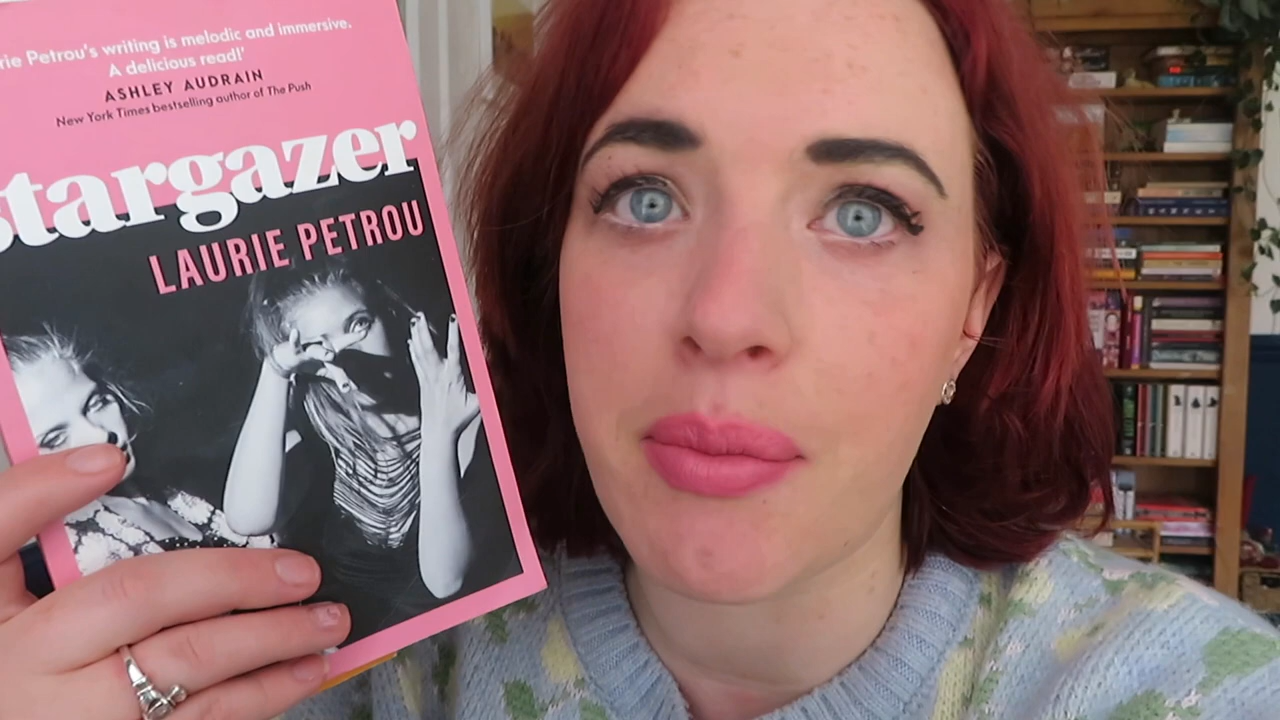 rie Petrou's writing is melodic and immersive.
A delicious read!'
ASHLEY AUDRAIN
New York Times bestselling author of The Push
stargazer
LAURIE PETROU